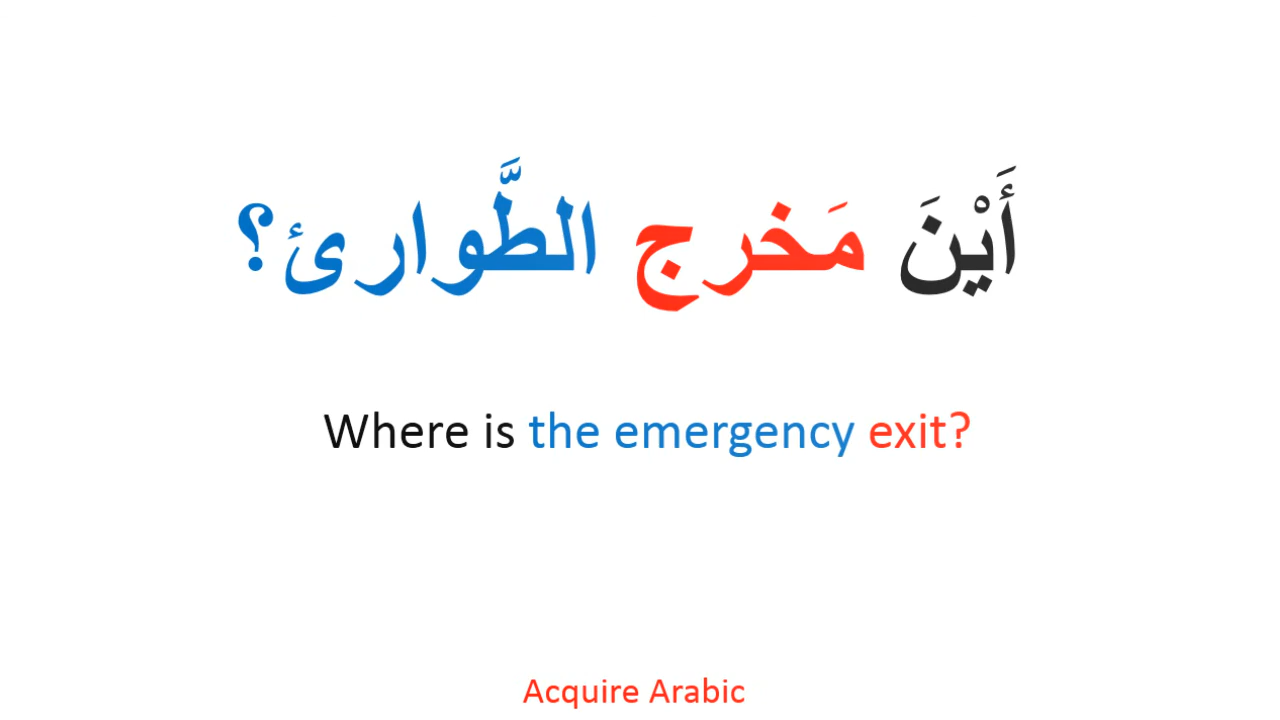 أَيْنَ مَخرج الطَّوارئ؟
Where is the emergency exit?
Acquire Arabic